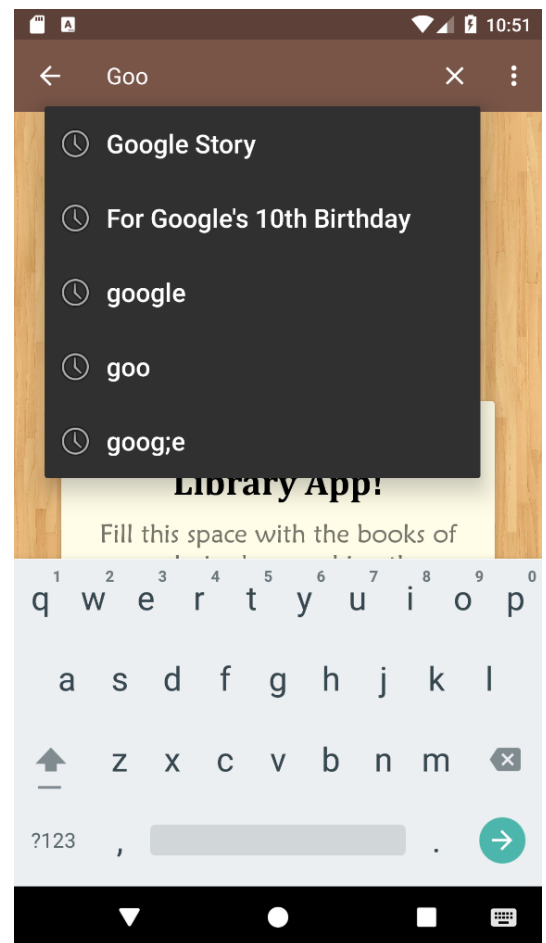 10:51
Goo
Google Story
For Google's 10th Birthday
google
goo
goog;e
Library App!
Fill this space with the books of
1 2 3 4 5 6 7 8 9 0
q w e r t y u i o p
a s d f g h j k l
z x c v b n m
?123 , .